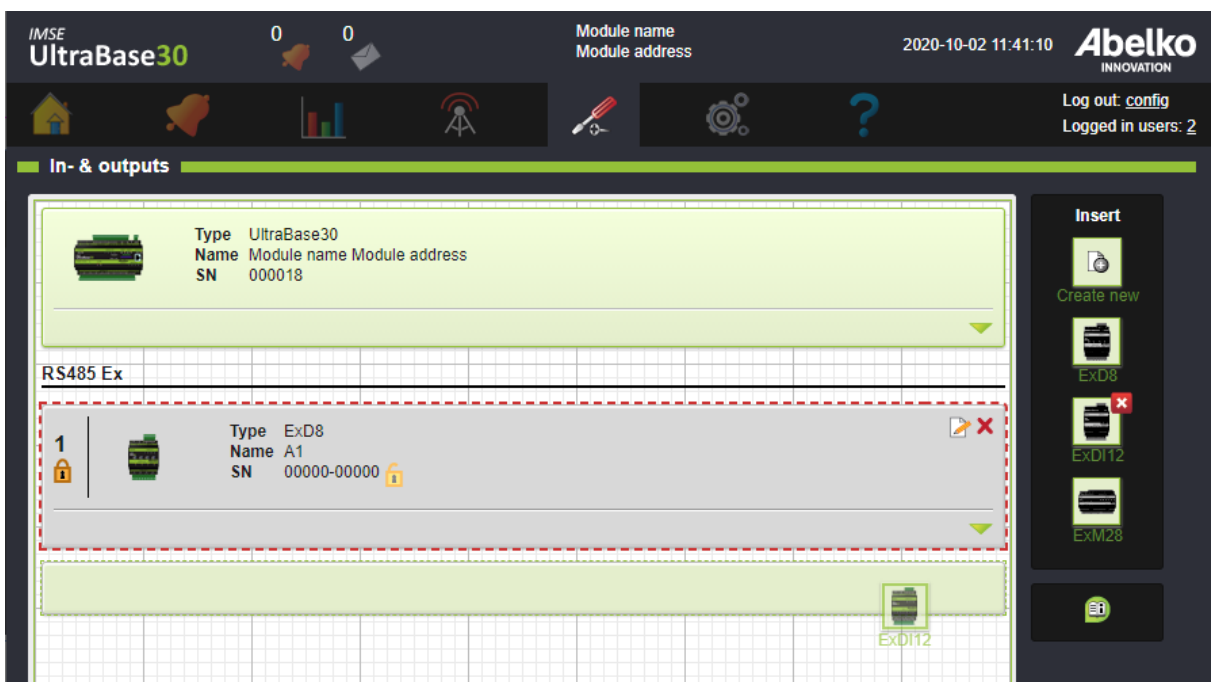 IMSE
UltraBase30
0 0
Module name
Module address
2020-10-02 11:41:10
Abelko
INNOVATION
Log out: config
Logged in users: 2
In- & outputs
Type UltraBase30
Name Module name Module address
SN 000018
RS485 Ex
1
Type ExD8
Name A1
SN 00000-00000
ExDI12
Insert
Create new
ExD8
ExDI12
ExM28